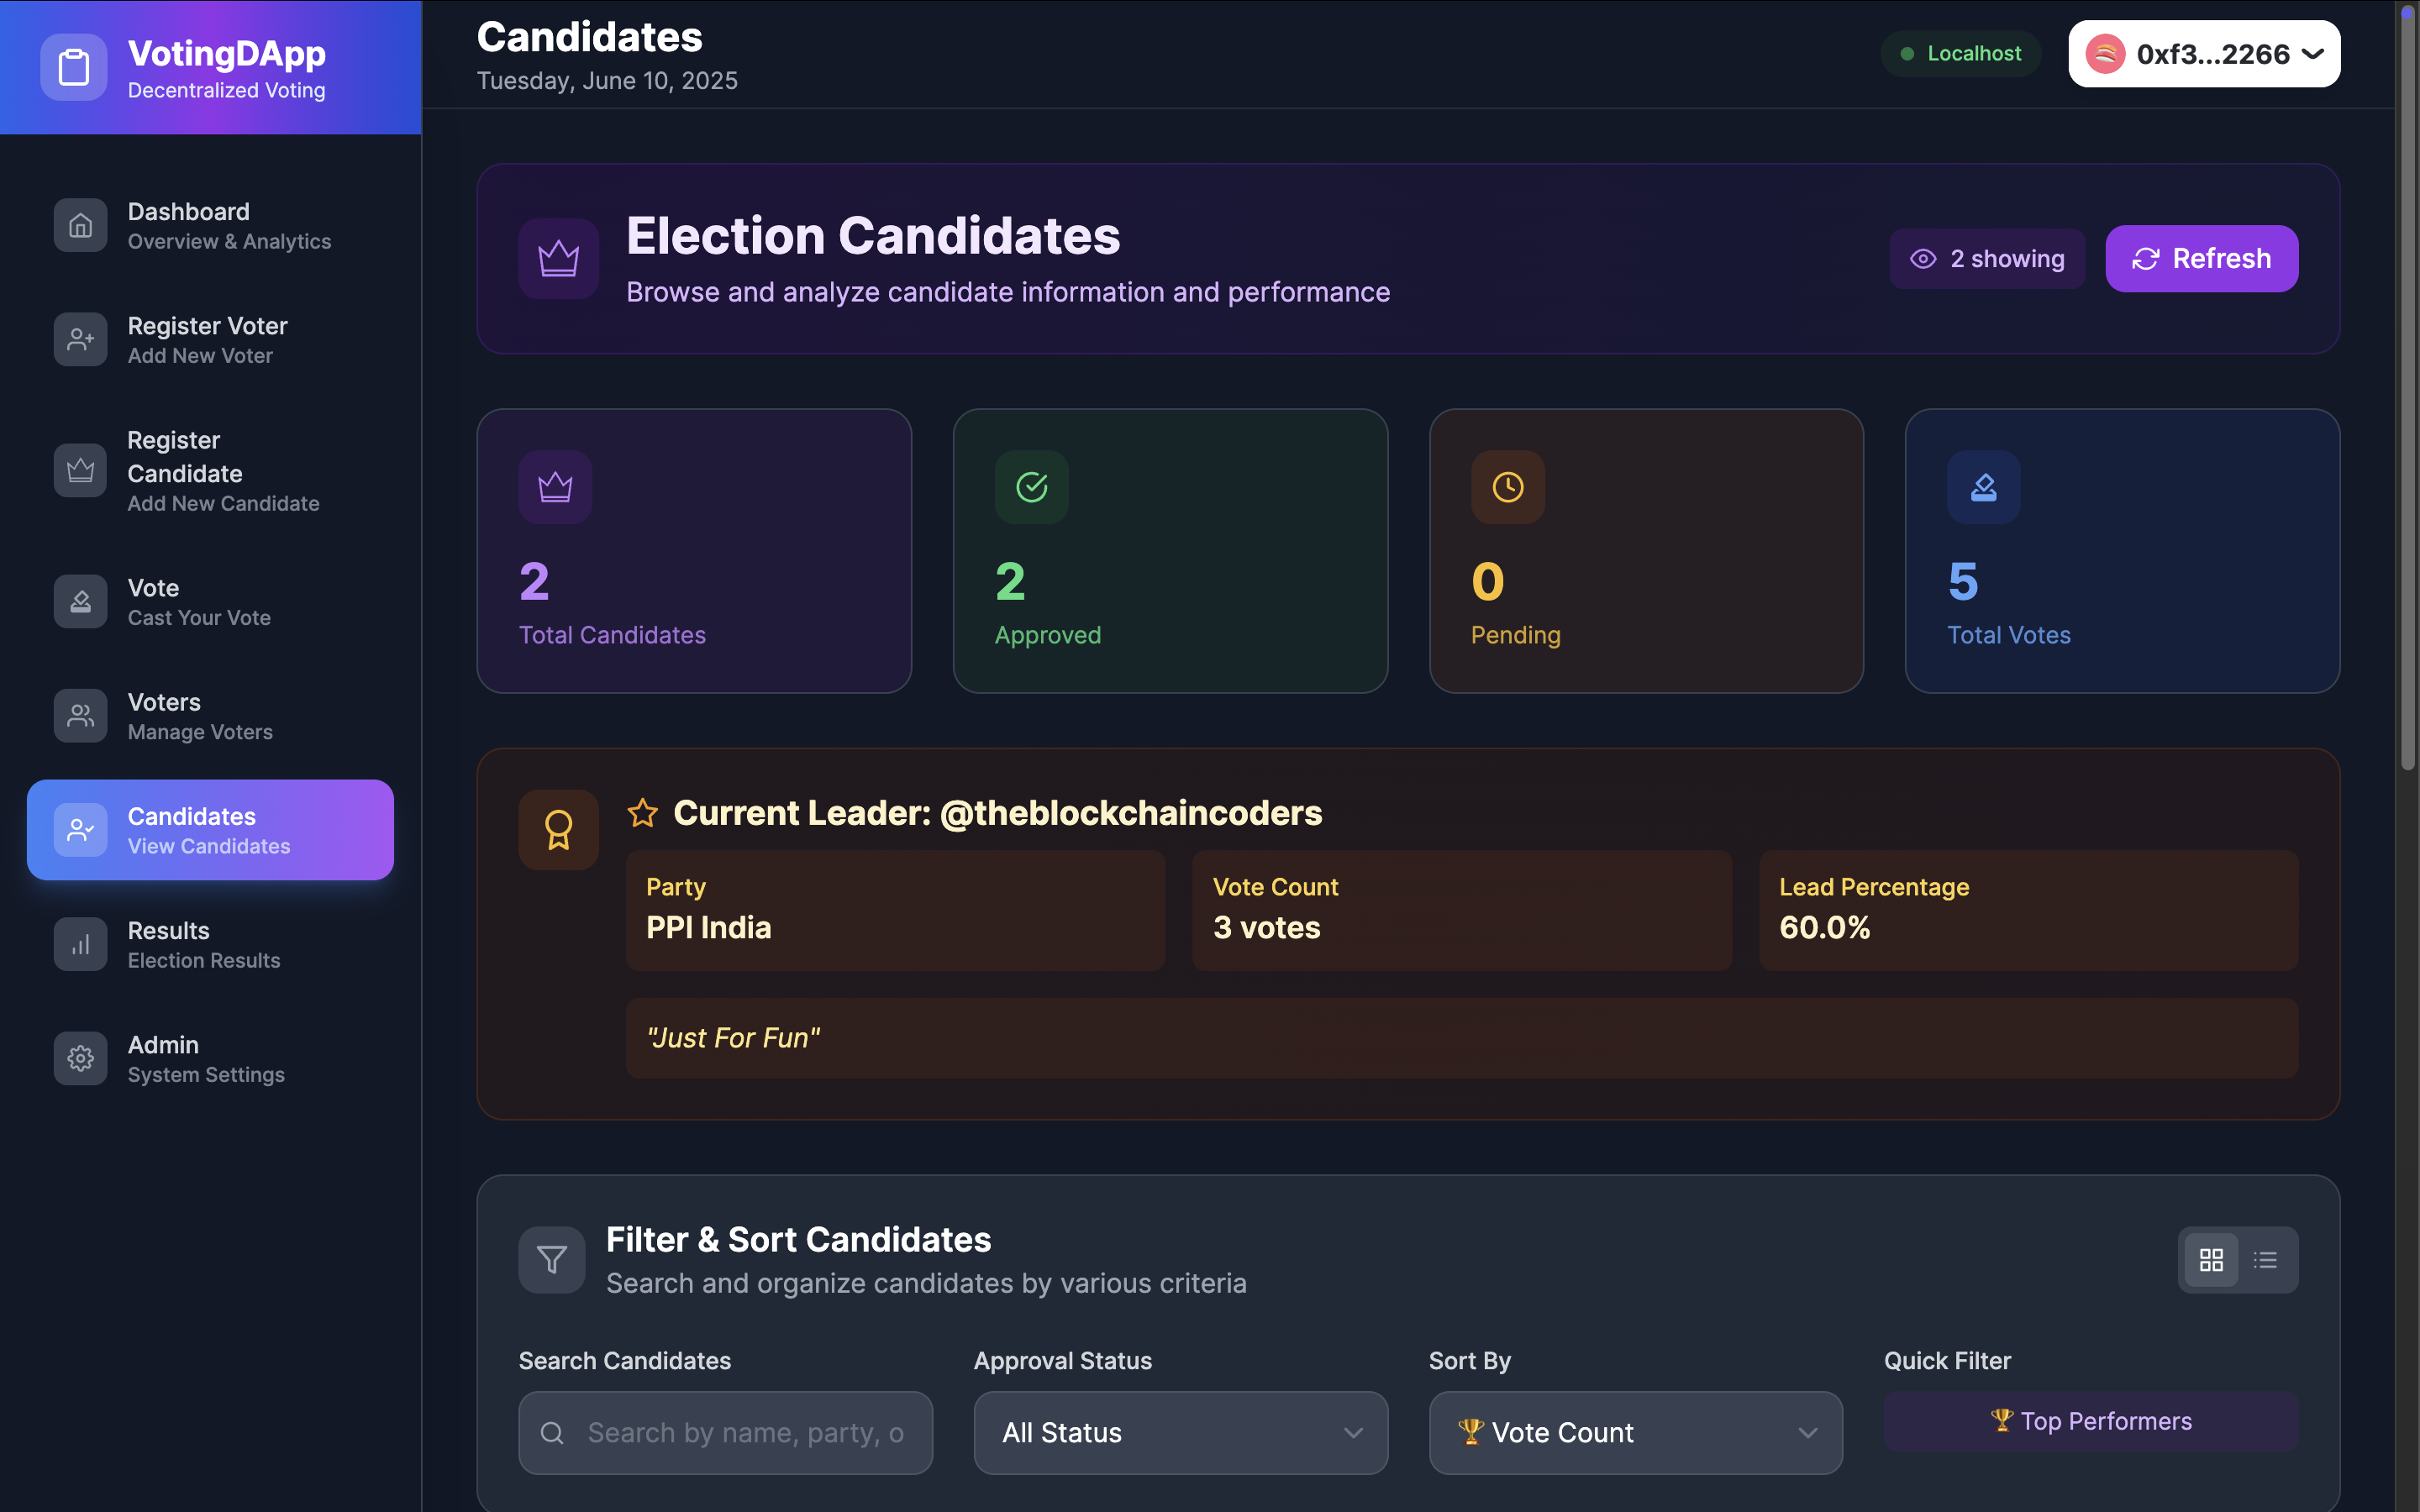 VotingDApp
Decentralized Voting
Dashboard
Overview & Analytics
Register Voter
Add New Voter
Register
Candidate
Add New Candidate
Vote
Cast Your Vote
Voters
Manage Voters
Candidates
View Candidates
Results
Election Results
Admin
System Settings
Candidates
Tuesday, June 10, 2025
Localhost
0xf3...2266
Election Candidates
Browse and analyze candidate information and performance
2 showing
Refresh
2
Total Candidates
2
Approved
0
Pending
5
Total Votes
Current Leader: @theblockchaincoders
Party
PPI India
Vote Count
3 votes
Lead Percentage
60.0%
"Just For Fun"
Filter & Sort Candidates
Search and organize candidates by various criteria
Search Candidates
Search by name, party, o
Approval Status
All Status
Sort By
🏆 Vote Count
Quick Filter
🏆 Top Performers